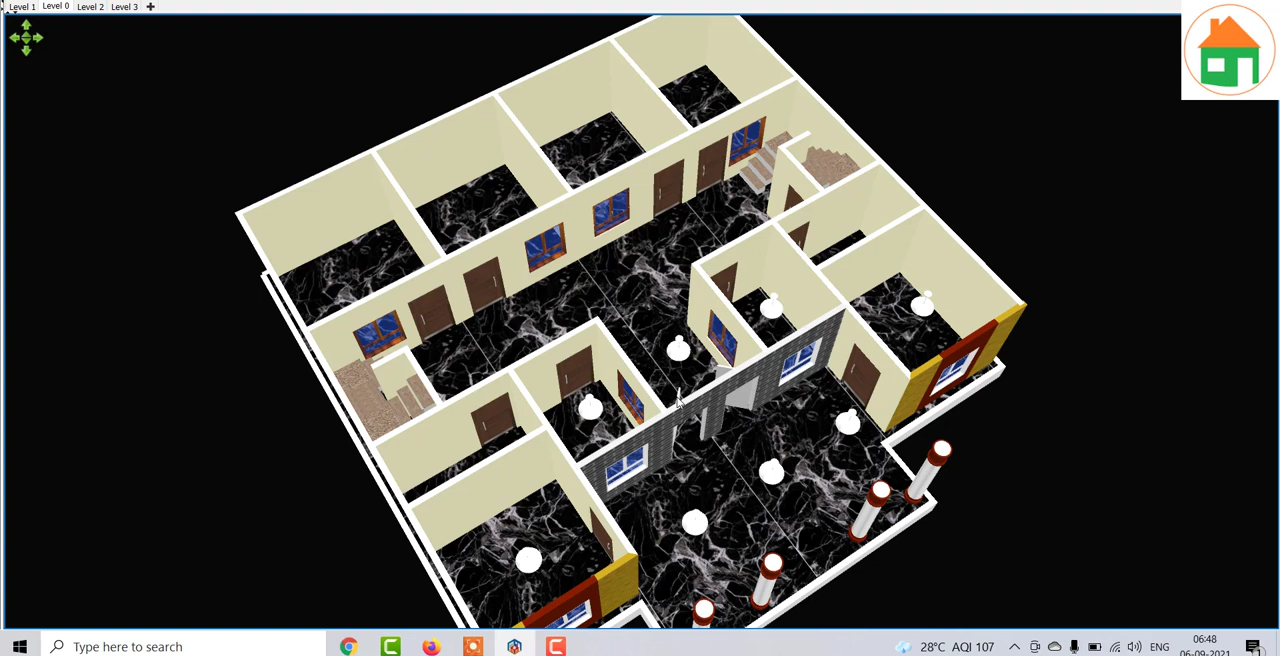 Level 1 Level 0 Level 2 Level 3
Type here to search
28°C AQI 107
ENG
06:48
06-09-2021
1